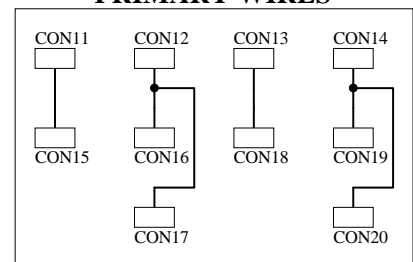 PRIMARY WIRES
CON11 CON12 CON13 CON14
CON15 CON16 CON18 CON19
CON17 CON20